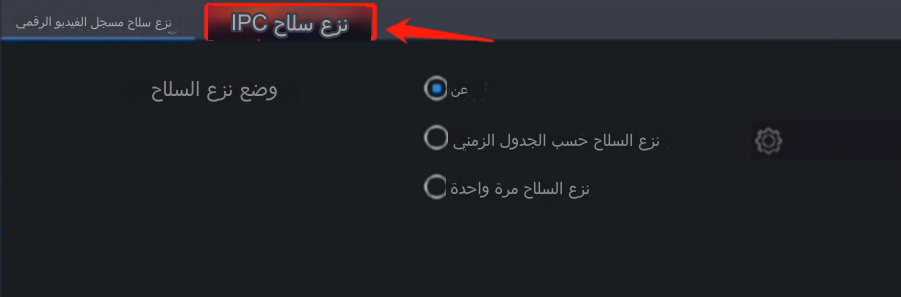 نزع سلاح مسجل الفيديو الرقمي
نزع سلاح IPC
وضع نزع السلاح
عن
نزع السلاح حسب الجدول الزمني
نزع السلاح مرة واحدة